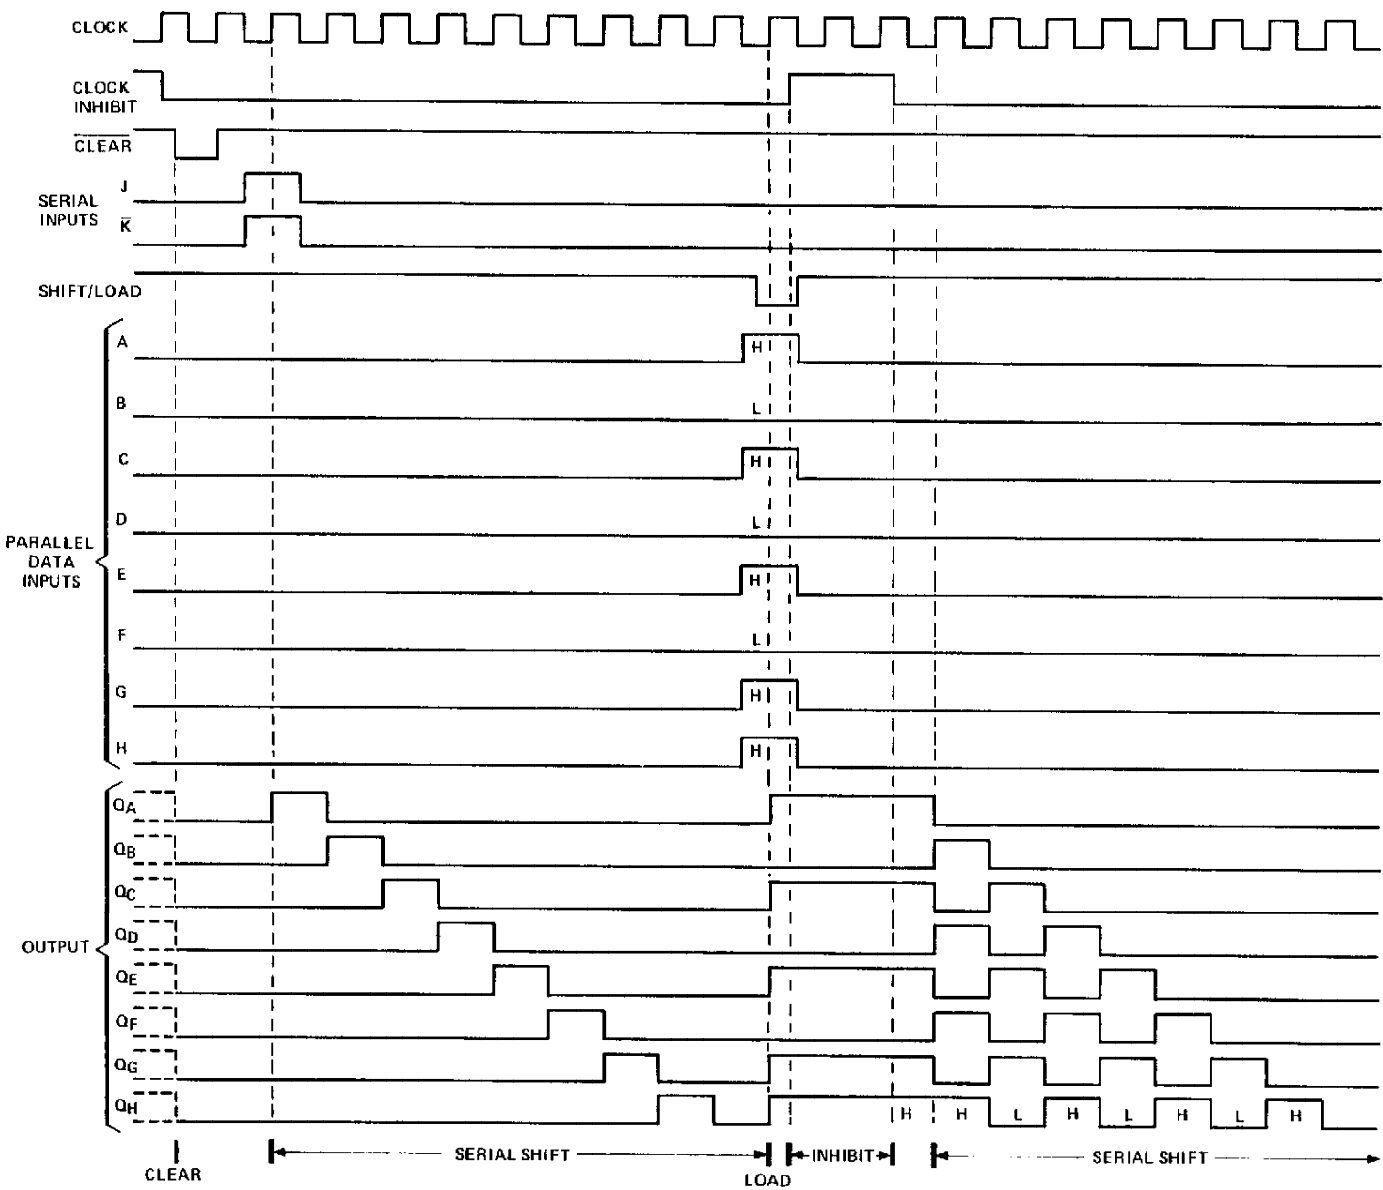 CLOCK
CLOCK
INHIBIT
CLEAR
SERIAL
INPUTS
J
K̅
SHIFT/LOAD
PARALLEL
DATA
INPUTS
A
H
B
L
C
H
D
L
E
H
F
L
G
H
H
H
OUTPUT
QA
QB
QC
QD
QE
QF
QG
QH
H H L H L H L H
CLEAR
SERIAL SHIFT
LOAD
INHIBIT
SERIAL SHIFT